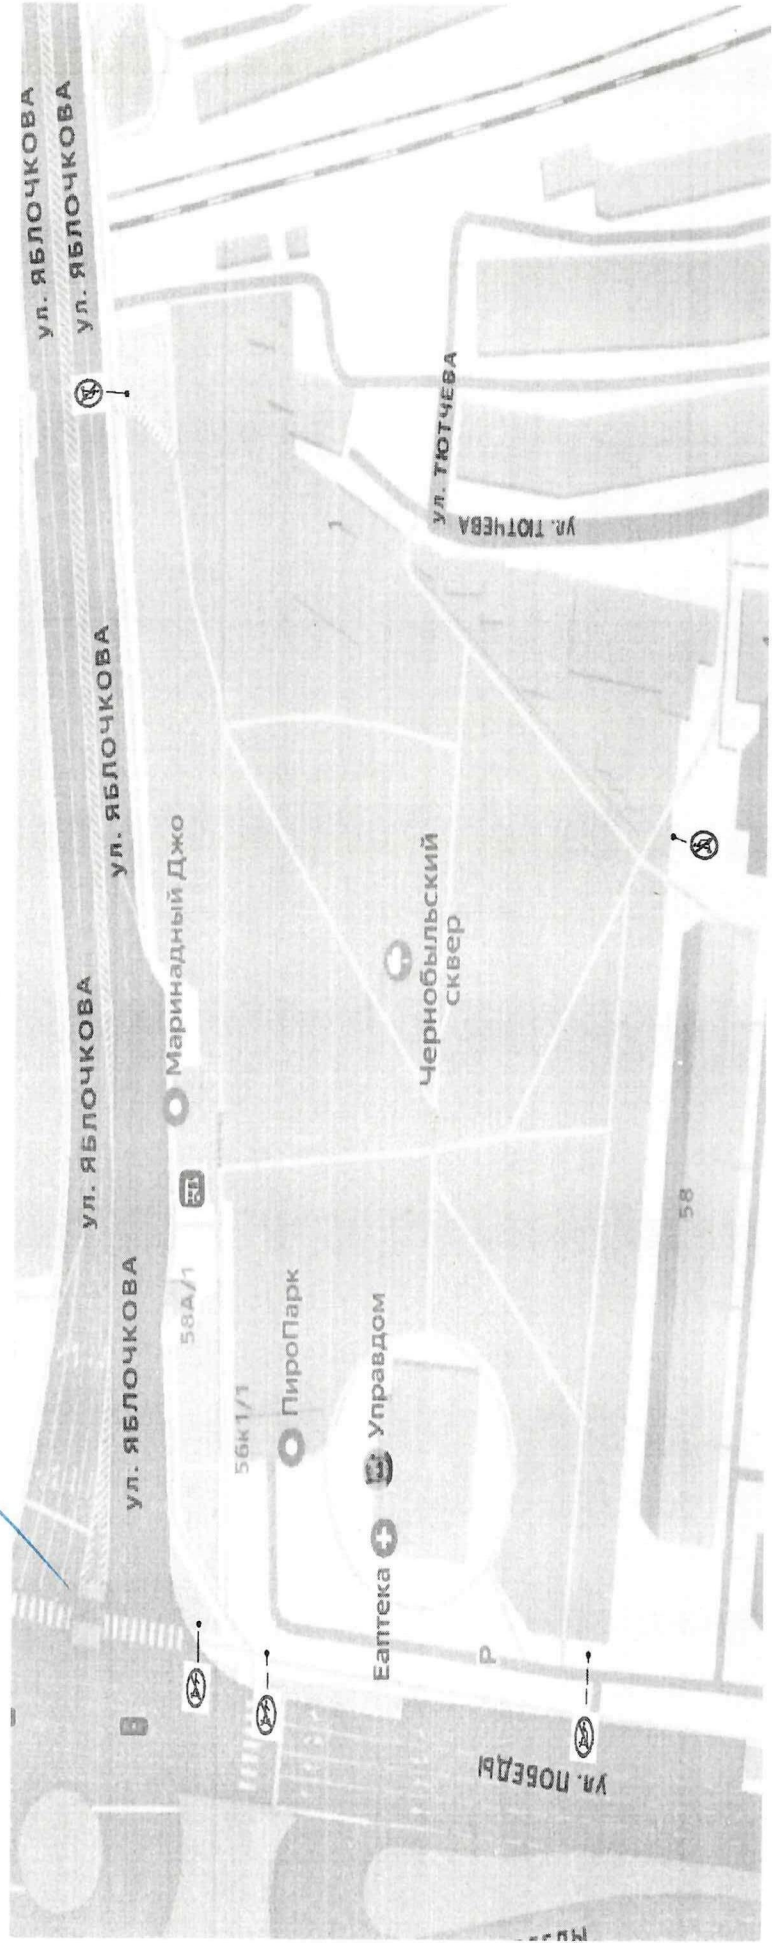 ул. ЯБЛОЧКОВА
ул. ЯБЛОЧКОВА
ул. ЯБЛОЧКОВА
ул. ЯБЛОЧКОВА
ул. ЯБЛОЧКОВА
Маринадный Джо
58А/1
56к1/1
ПироПарк
Управдом
Еаптека
P
В
Чернобыльский
сквер
ул. ТЮТЧЕВА
ул. ТЮТЧЕВА
1
58
ул. ПОБЕДЫ